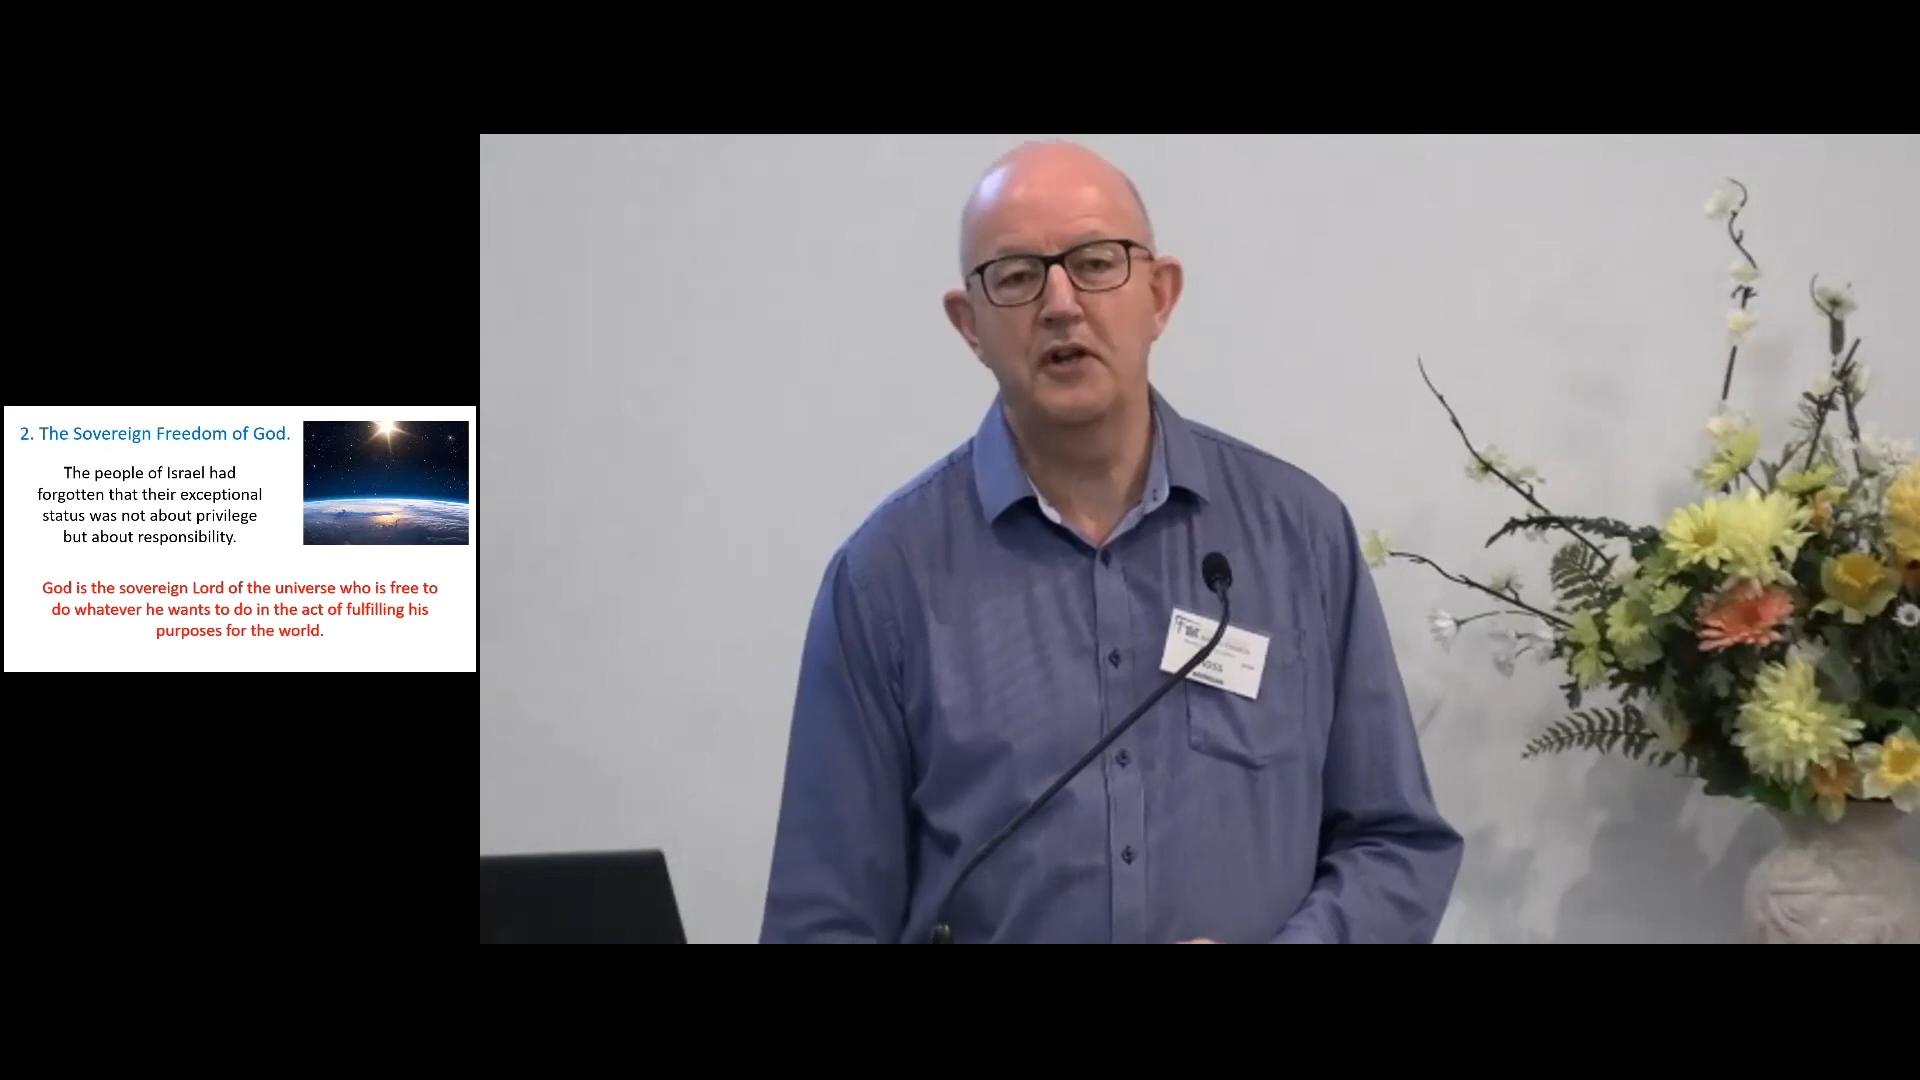 2. The Sovereign Freedom of God.
The people of Israel had
forgotten that their exceptional
status was not about privilege
but about responsibility.
God is the sovereign Lord of the universe who is free to
do whatever he wants to do in the act of fulfilling his
purposes for the world.